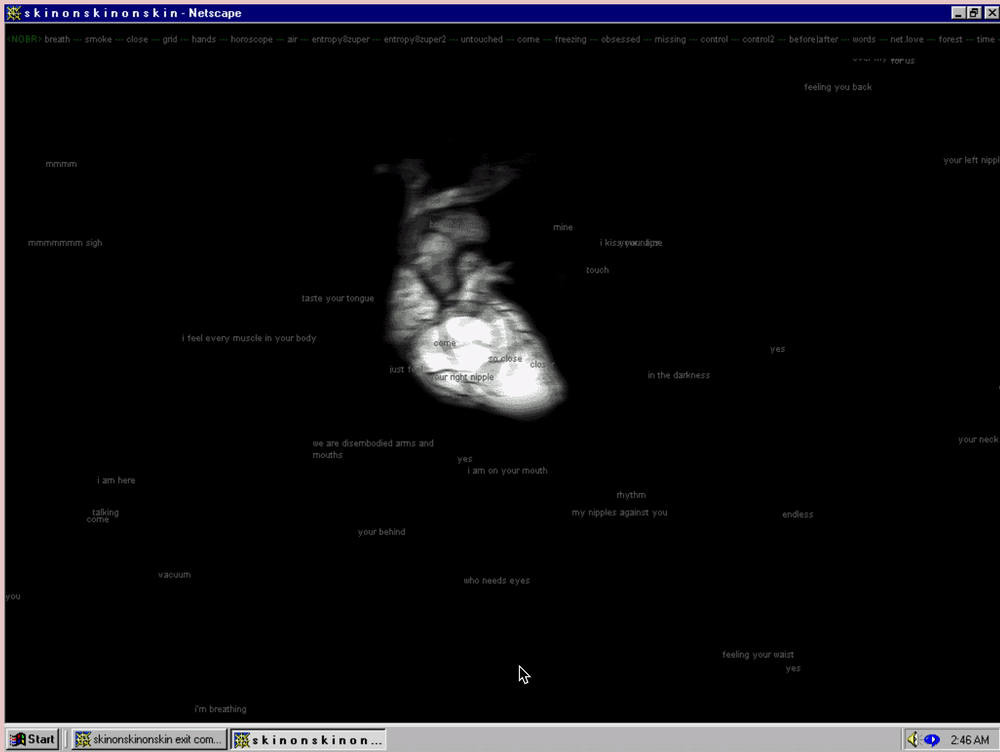 s k i n o n s k i n o n s k i n - Netscape
<NOBR> breath --- smoke --- close --- grid --- hands --- horoscope --- air --- entropy8zuper --- entropy8zuper2 --- untouched --- come --- freezing --- obsessed --- missing --- control --- control2 --- before|after --- words --- net.love --- forest --- time -
for us
feeling you back
your left nippl
mmmm
mine
mmmmmmm sigh
i kiss your
touch
taste your tongue
i feel every muscle in your body
come
yes
so close
clos
just
our right nipple
in the darkness
we are disembodied arms and
mouths
your neck
yes
i am on your mouth
i am here
rhythm
talking
my nipples against you
endless
come
your behind
vacuum
who needs eyes
you
feeling your waist
yes
i'm breathing
Start
skinonskinonskin exit com...
s k i n o n s k i n o n ...
2:46 AM